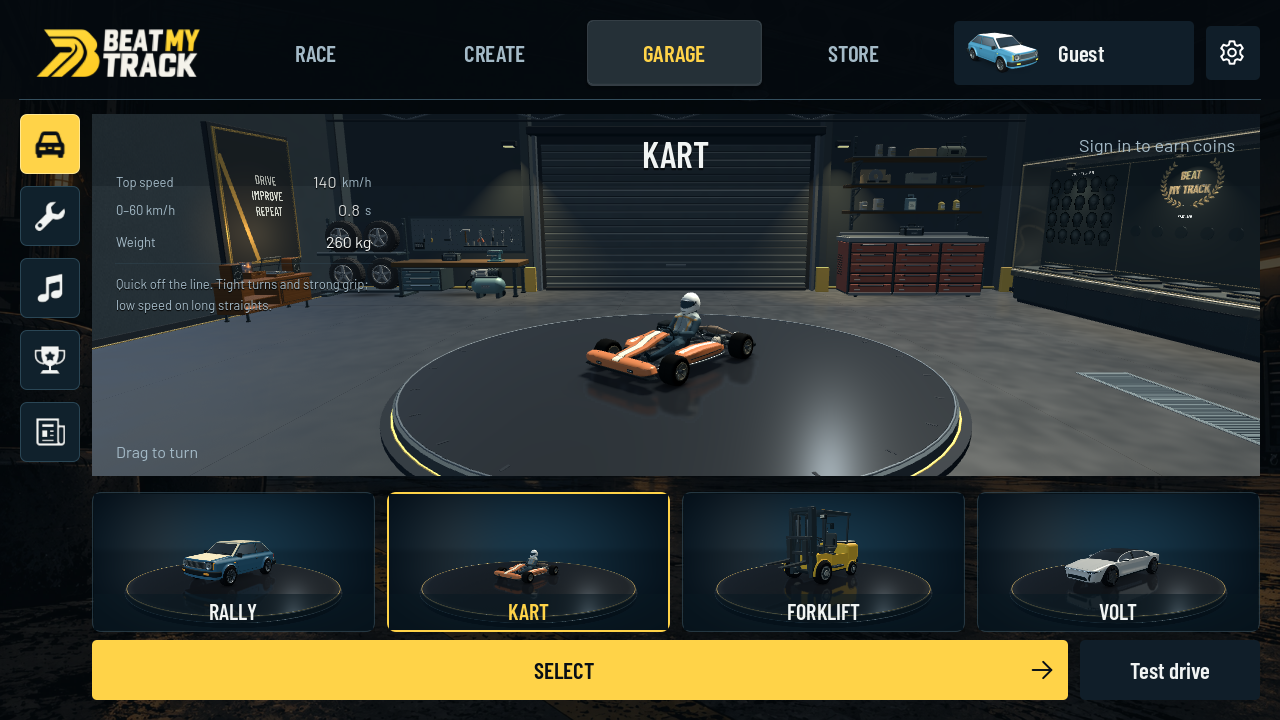 BEAT MY TRACK
RACE
CREATE
GARAGE
STORE
Guest
KART
Sign in to earn coins
Top speed 140 km/h
0–60 km/h 0.8 s
Weight 260 kg
Quick off the line. Tight turns and strong grip;
low speed on long straights.
DRIVE
IMPROVE
REPEAT
BEAT
MY TRACK
Drag to turn
RALLY
KART
FORKLIFT
VOLT
SELECT
Test drive